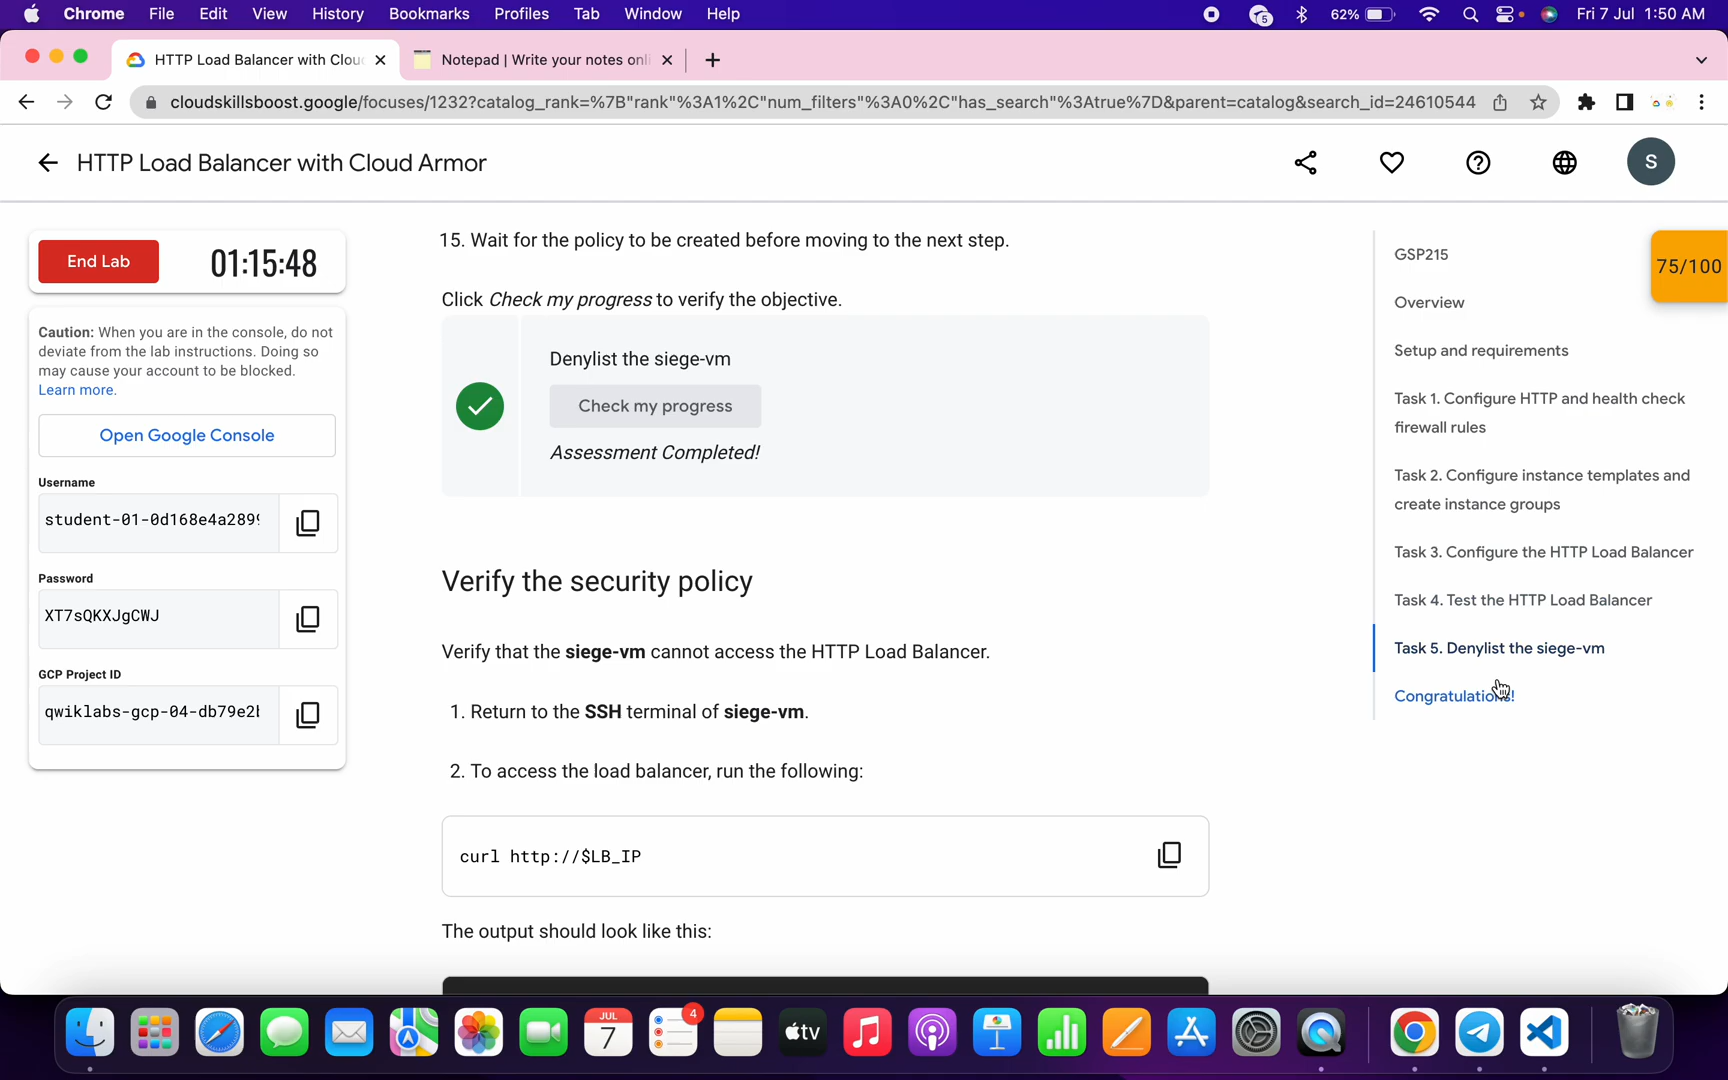 Chrome File Edit View History Bookmarks Profiles Tab Window Help 5 62% Fri 7 Jul 1:50 AM
HTTP Load Balancer with Clou Notepad | Write your notes onli
cloudskillsboost.google/focuses/1232?catalog_rank=%7B"rank"%3A1%2C"num_filters"%3A0%2C"has_search"%3Atrue%7D&parent=catalog&search_id=24610544
HTTP Load Balancer with Cloud Armor
S
End Lab
01:15:48
Caution: When you are in the console, do not
deviate from the lab instructions. Doing so
may cause your account to be blocked.
Learn more.
Open Google Console
Username
student-01-0d168e4a289
Password
XT7sQKXJgCWJ
GCP Project ID
qwiklabs-gcp-04-db79e2
15. Wait for the policy to be created before moving to the next step.
Click Check my progress to verify the objective.
Denylist the siege-vm
Check my progress
Assessment Completed!
Verify the security policy
Verify that the siege-vm cannot access the HTTP Load Balancer.
1. Return to the SSH terminal of siege-vm.
2. To access the load balancer, run the following:
curl http://$LB_IP
The output should look like this:
GSP215
Overview
Setup and requirements
Task 1. Configure HTTP and health check
firewall rules
Task 2. Configure instance templates and
create instance groups
Task 3. Configure the HTTP Load Balancer
Task 4. Test the HTTP Load Balancer
Task 5. Denylist the siege-vm
Congratulations!
75/100
JUL
7
4
tv